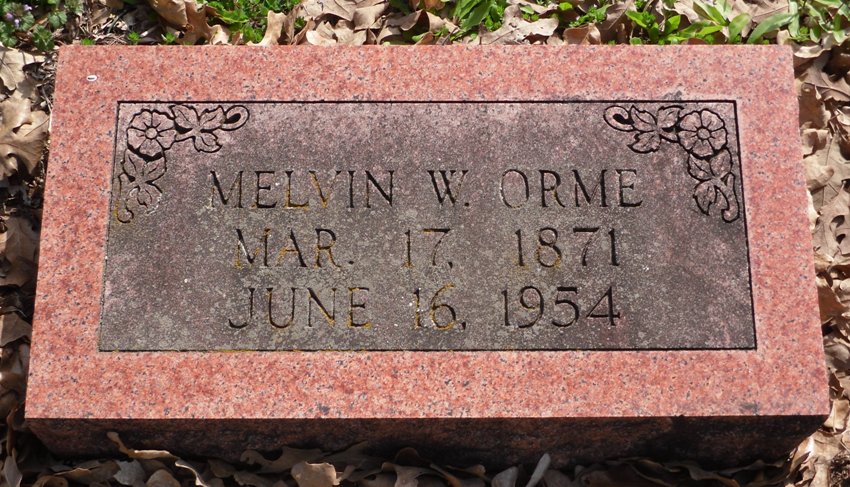 MELVIN W. ORME
MAR. 17, 1871
JUNE 16, 1954